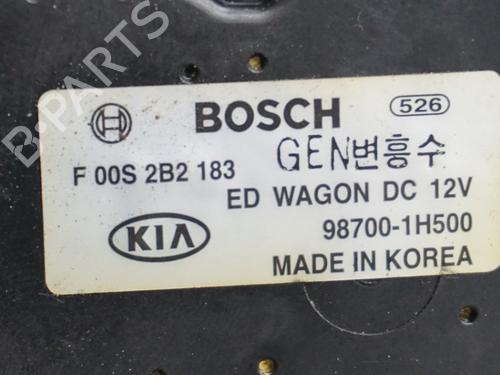 B-PARTS
BOSCH 526
GEN변흥수
F 00S 2B2 183
ED WAGON DC 12V
KIA 98700-1H500
MADE IN KOREA